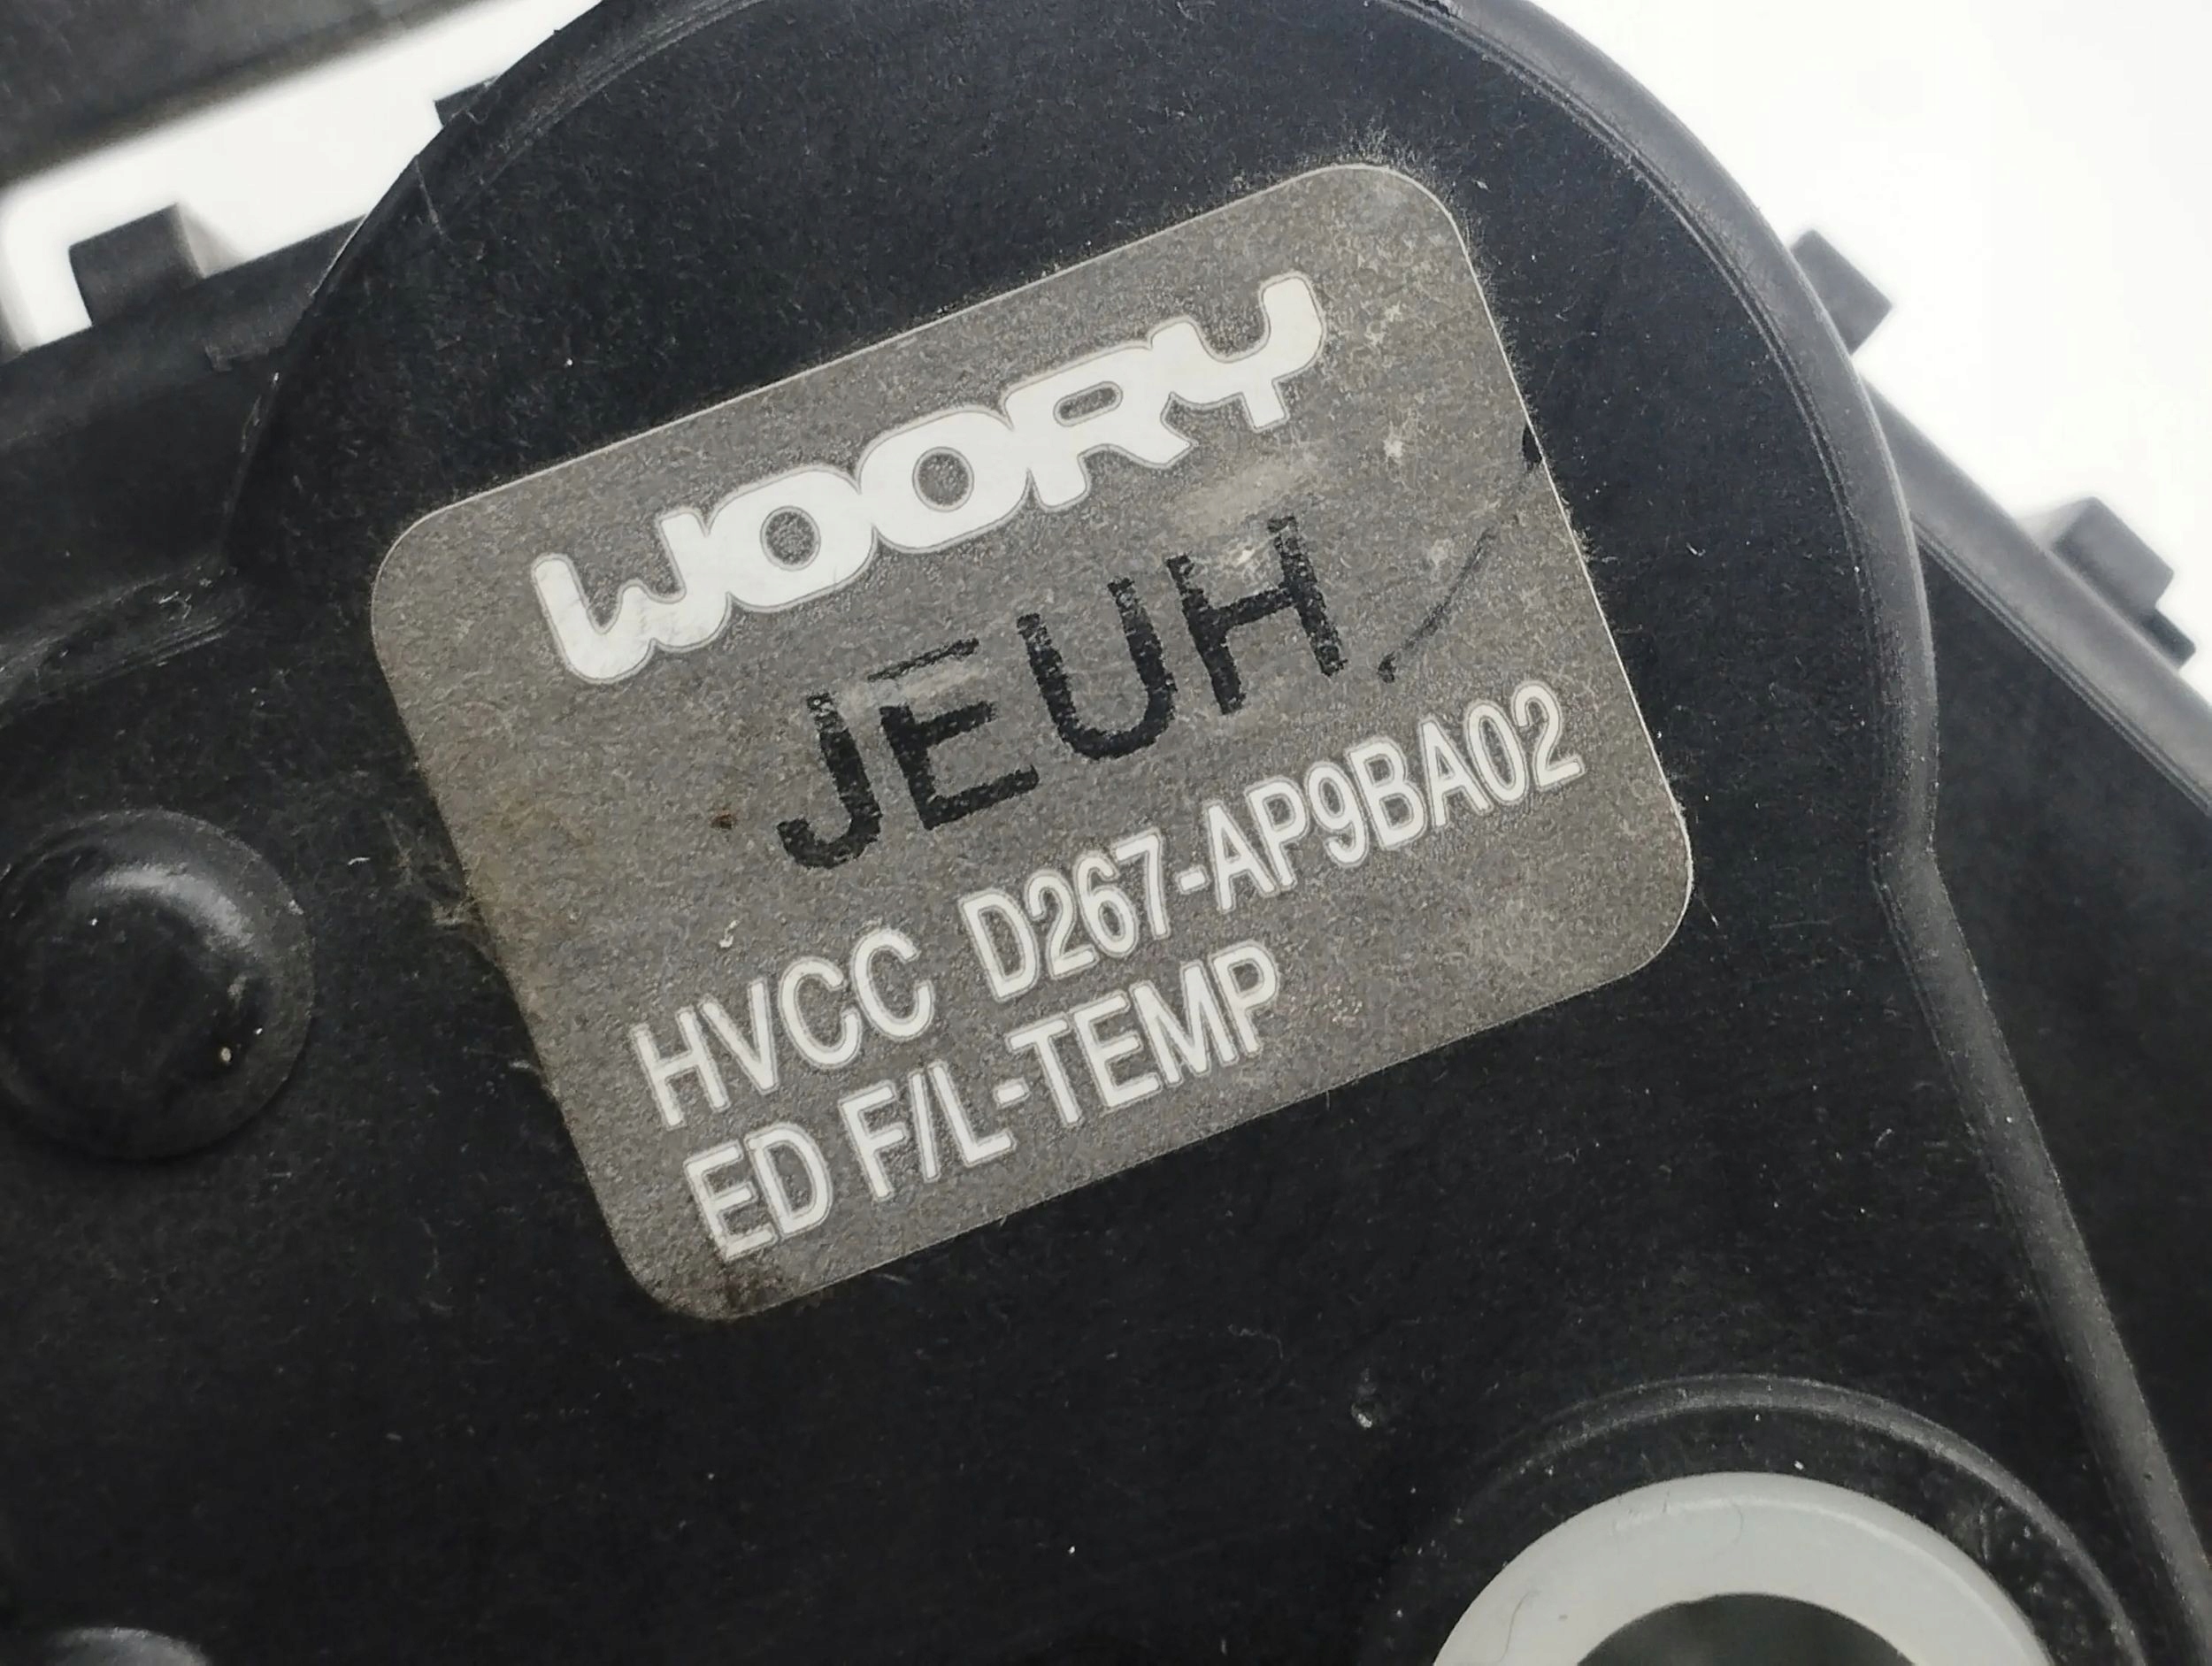 WOORY
JEUH
HVCC D267-AP9BA02
ED F/L-TEMP